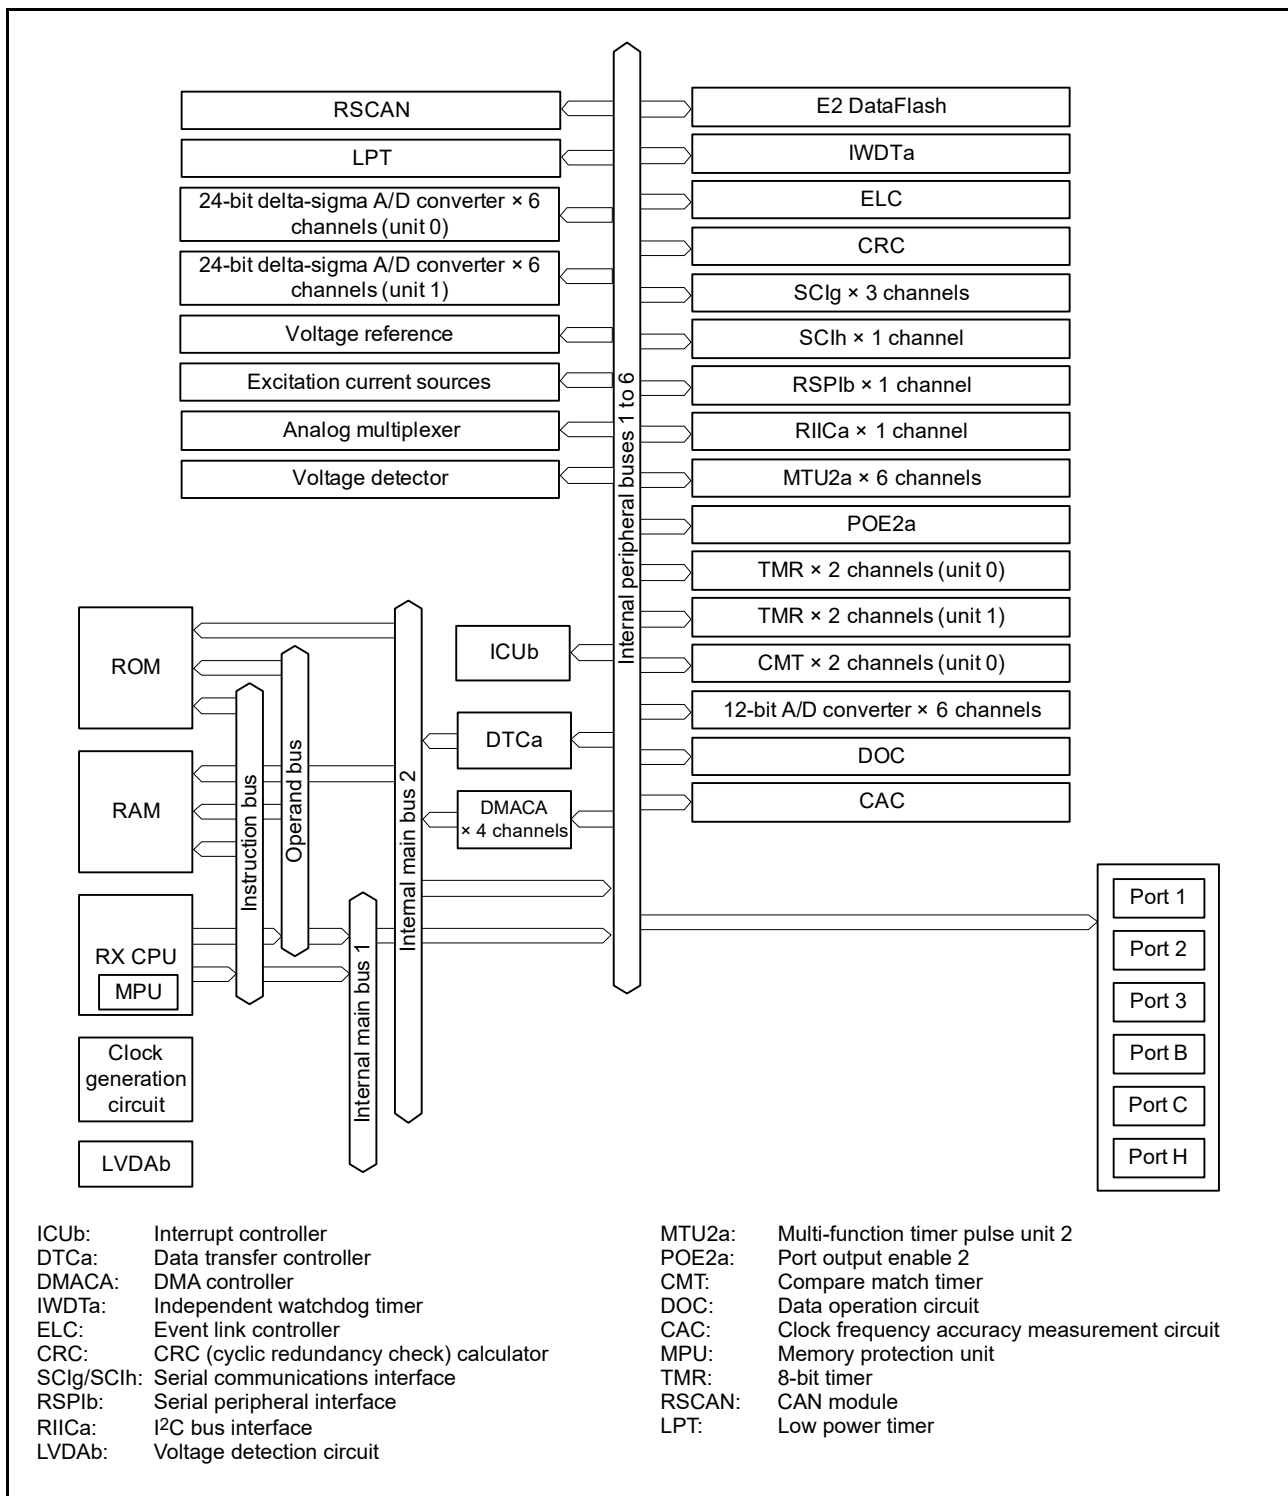 RSCAN
LPT
24-bit delta-sigma A/D converter × 6
channels (unit 0)
24-bit delta-sigma A/D converter × 6
channels (unit 1)
Voltage reference
Excitation current sources
Analog multiplexer
Voltage detector
Internal peripheral buses 1 to 6
E2 DataFlash
IWDTa
ELC
CRC
SCIg × 3 channels
SCIh × 1 channel
RSPIb × 1 channel
RIICa × 1 channel
MTU2a × 6 channels
POE2a
TMR × 2 channels (unit 0)
TMR × 2 channels (unit 1)
CMT × 2 channels (unit 0)
12-bit A/D converter × 6 channels
DOC
CAC
ROM
RAM
RX CPU
MPU
Clock
generation
circuit
LVDAb
Instruction bus
Operand bus
Internal main bus 1
Internal main bus 2
ICUb
DTCa
DMACA
× 4 channels
Port 1
Port 2
Port 3
Port B
Port C
Port H
ICUb: Interrupt controller
DTCa: Data transfer controller
DMACA: DMA controller
IWDTa: Independent watchdog timer
ELC: Event link controller
CRC: CRC (cyclic redundancy check) calculator
SCIg/SCIh: Serial communications interface
RSPIb: Serial peripheral interface
RIICa: I2C bus interface
LVDAb: Voltage detection circuit
MTU2a: Multi-function timer pulse unit 2
POE2a: Port output enable 2
CMT: Compare match timer
DOC: Data operation circuit
CAC: Clock frequency accuracy measurement circuit
MPU: Memory protection unit
TMR: 8-bit timer
RSCAN: CAN module
LPT: Low power timer